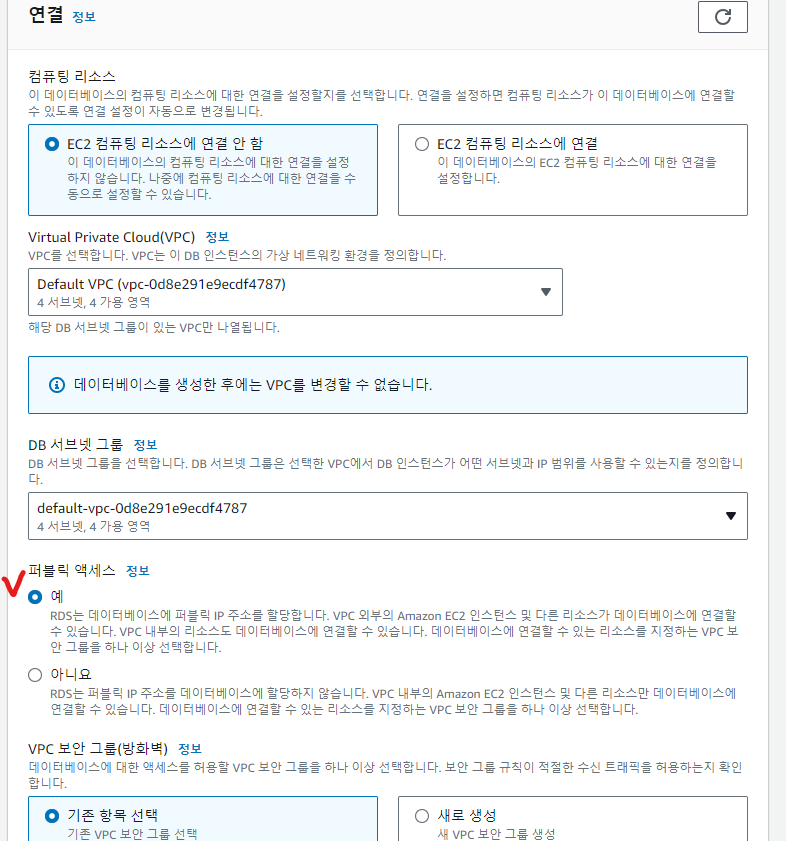 연결 정보
컴퓨팅 리소스
이 데이터베이스의 컴퓨팅 리소스에 대한 연결을 설정할지를 선택합니다. 연결을 설정하면 컴퓨팅 리소스가 이 데이터베이스에 연결할
수 있도록 연결 설정이 자동으로 변경됩니다.
EC2 컴퓨팅 리소스에 연결 안 함
이 데이터베이스의 컴퓨팅 리소스에 대한 연결을 설정
하지 않습니다. 나중에 컴퓨팅 리소스에 대한 연결을 수
동으로 설정할 수 있습니다.
EC2 컴퓨팅 리소스에 연결
이 데이터베이스의 EC2 컴퓨팅 리소스에 대한 연결을
설정합니다.
Virtual Private Cloud(VPC) 정보
VPC를 선택합니다. VPC는 이 DB 인스턴스의 가상 네트워킹 환경을 정의합니다.
Default VPC (vpc-0d8e291e9ecdf4787)
4 서브넷, 4 가용 영역
해당 DB 서브넷 그룹이 있는 VPC만 나열됩니다.
데이터베이스를 생성한 후에는 VPC를 변경할 수 없습니다.
DB 서브넷 그룹 정보
DB 서브넷 그룹을 선택합니다. DB 서브넷 그룹은 선택한 VPC에서 DB 인스턴스가 어떤 서브넷과 IP 범위를 사용할 수 있는지를 정의합니
다.
default-vpc-0d8e291e9ecdf4787
4 서브넷, 4 가용 영역
퍼블릭 액세스 정보
예
RDS는 데이터베이스에 퍼블릭 IP 주소를 할당합니다. VPC 외부의 Amazon EC2 인스턴스 및 다른 리소스가 데이터베이스에 연결할
수 있습니다. VPC 내부의 리소스도 데이터베이스에 연결할 수 있습니다. 데이터베이스에 연결할 수 있는 리소스를 지정하는 VPC 보
안 그룹을 하나 이상 선택합니다.
아니요
RDS는 퍼블릭 IP 주소를 데이터베이스에 할당하지 않습니다. VPC 내부의 Amazon EC2 인스턴스 및 다른 리소스만 데이터베이스에
연결할 수 있습니다. 데이터베이스에 연결할 수 있는 리소스를 지정하는 VPC 보안 그룹을 하나 이상 선택합니다.
VPC 보안 그룹(방화벽) 정보
데이터베이스에 대한 액세스를 허용할 VPC 보안 그룹을 하나 이상 선택합니다. 보안 그룹 규칙이 적절한 수신 트래픽을 허용하는지 확인
합니다.
기존 항목 선택
기존 VPC 보안 그룹 선택
새로 생성
새 VPC 보안 그룹 생성